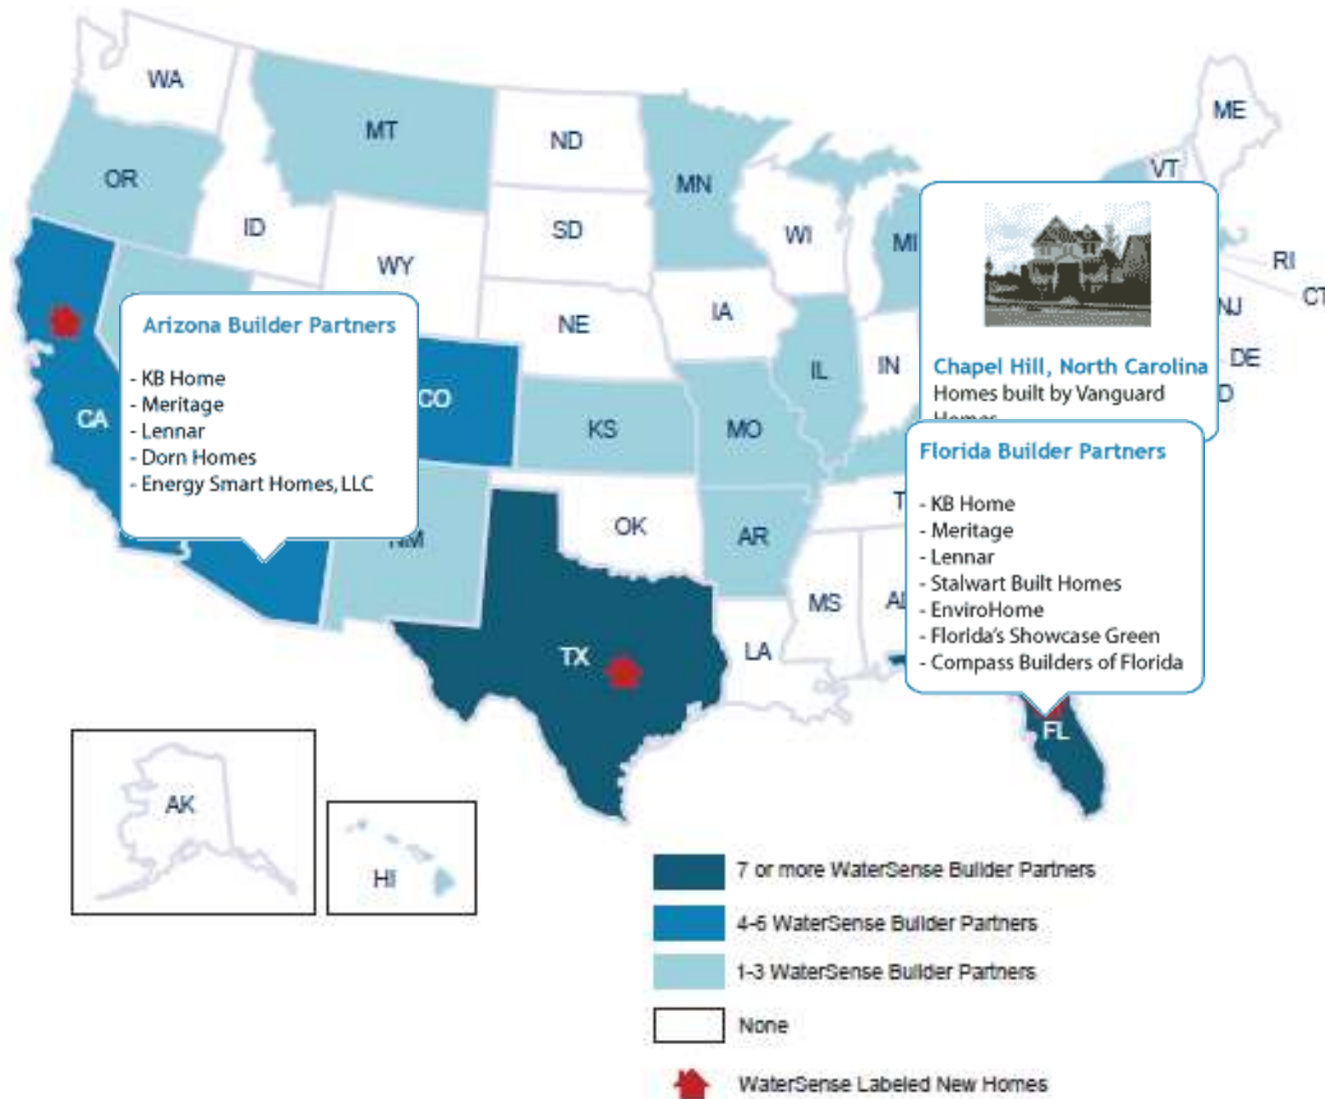 WA
MT
ND
MN
ME
VT
OR
ID
SD
WI
MI
WY
RI
CT
NE
IA
NJ
IN
IL
DE
D
Arizona Builder Partners
- KB Home
- Meritage
- Lennar
- Dorn Homes
- Energy Smart Homes, LLC
CA
CO
KS
MO
Chapel Hill, North Carolina
Homes built by Vanguard
Homes
Florida Builder Partners
- KB Home
- Meritage
- Lennar
- Stalwart Built Homes
- EnviroHome
- Florida's Showcase Green
- Compass Builders of Florida
NM
OK
AR
T
MS
AL
LA
TX
FL
AK
HI
7 or more WaterSense Builder Partners
4-6 WaterSense Builder Partners
1-3 WaterSense Builder Partners
None
WaterSense Labeled New Homes